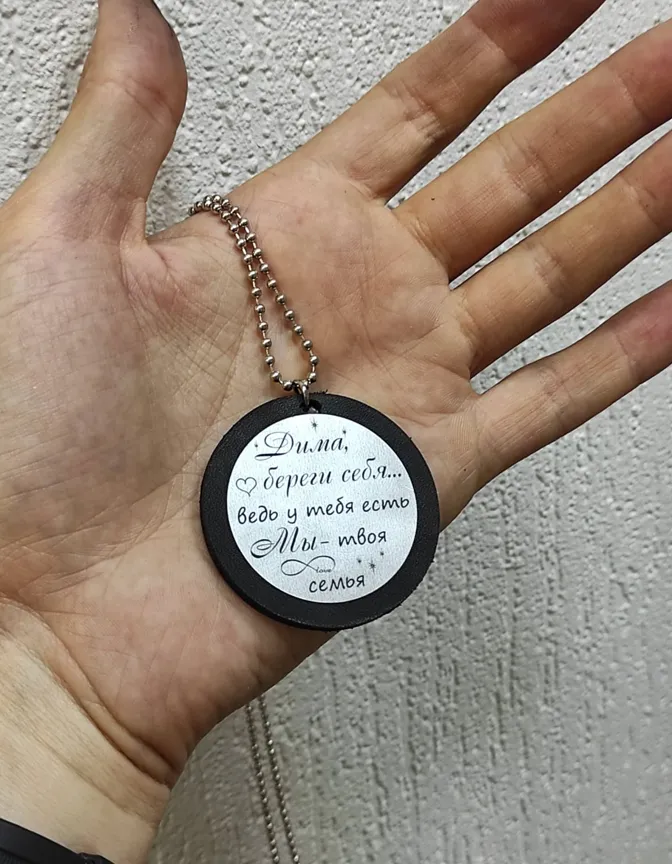 Дима,
береги себя...
ведь у тебя есть
Мы- твоя
love
семья